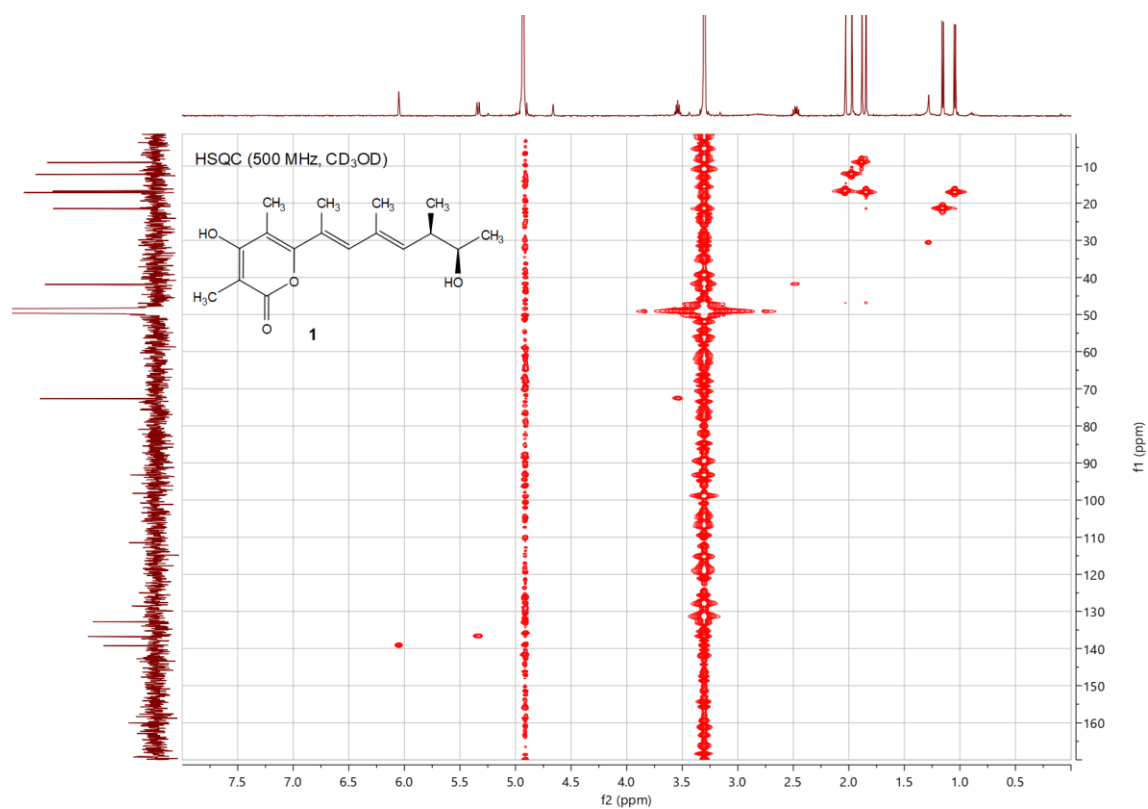 HSQC (500 MHz, CD₃OD)
CH₃ CH₃ CH₃ CH₃
HO
CH₃
H₃C
O
HO
O
1
10
20
30
40
50
60
70
80
90
100
110
120
130
140
150
160
f1 (ppm)
7.5 7.0 6.5 6.0 5.5 5.0 4.5 4.0 3.5 3.0 2.5 2.0 1.5 1.0 0.5
f2 (ppm)